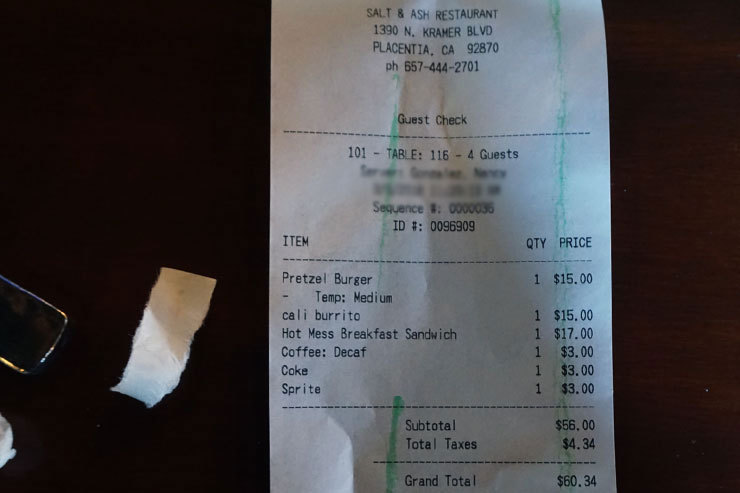 SALT & ASH RESTAURANT
1390 N. KRAMER BLVD
PLACENTIA, CA 92870
ph 657-444-2701
Guest Check
101 - TABLE: 116 - 4 Guests
Sequence #: 0000036
ID #: 0096909
ITEM QTY PRICE
Pretzel Burger 1 $15.00
- Temp: Medium
cali burrito 1 $15.00
Hot Mess Breakfast Sandwich 1 $17.00
Coffee: Decaf 1 $3.00
Coke 1 $3.00
Sprite 1 $3.00
Subtotal $56.00
Total Taxes $4.34
Grand Total $60.34